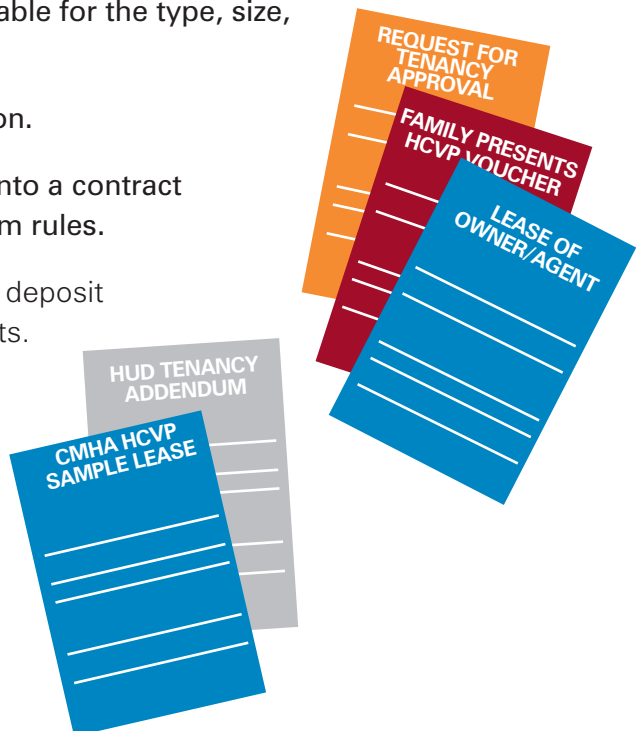 able for the type, size,
on.
nto a contract
m rules.
deposit
ts.
REQUEST FOR
TENANCY
APPROVAL
FAMILY PRESENTS
HCVP VOUCHER
LEASE OF
OWNER/AGENT
HUD TENANCY
ADDENDUM
CMHA HCVP
SAMPLE LEASE